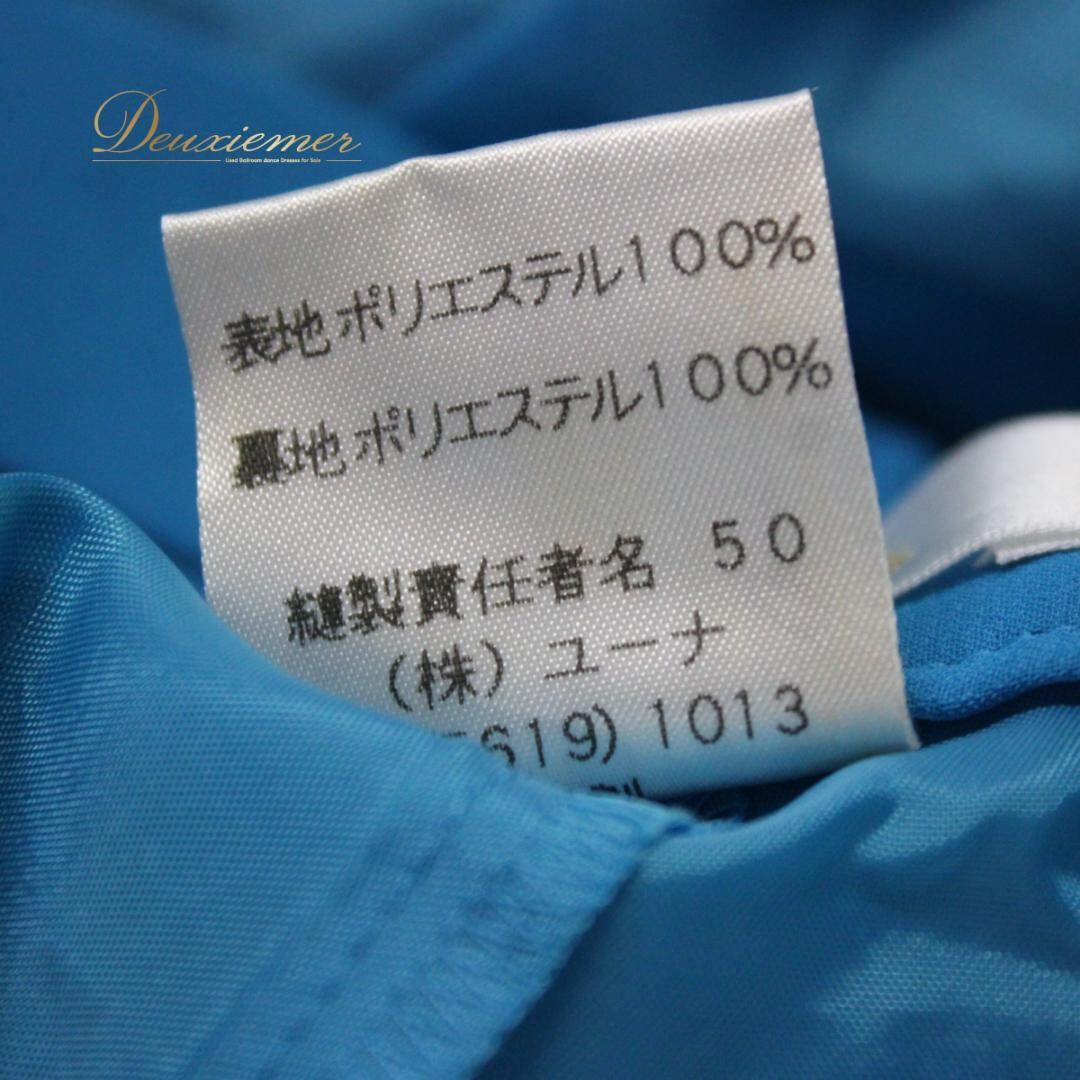 Deuxiemer
Used Ballroom dance Dresses for Sale
表地ポリエステル100%
裏地ポリエステル100%
縫製責任者名 50
(株)ユーナ
619)1013